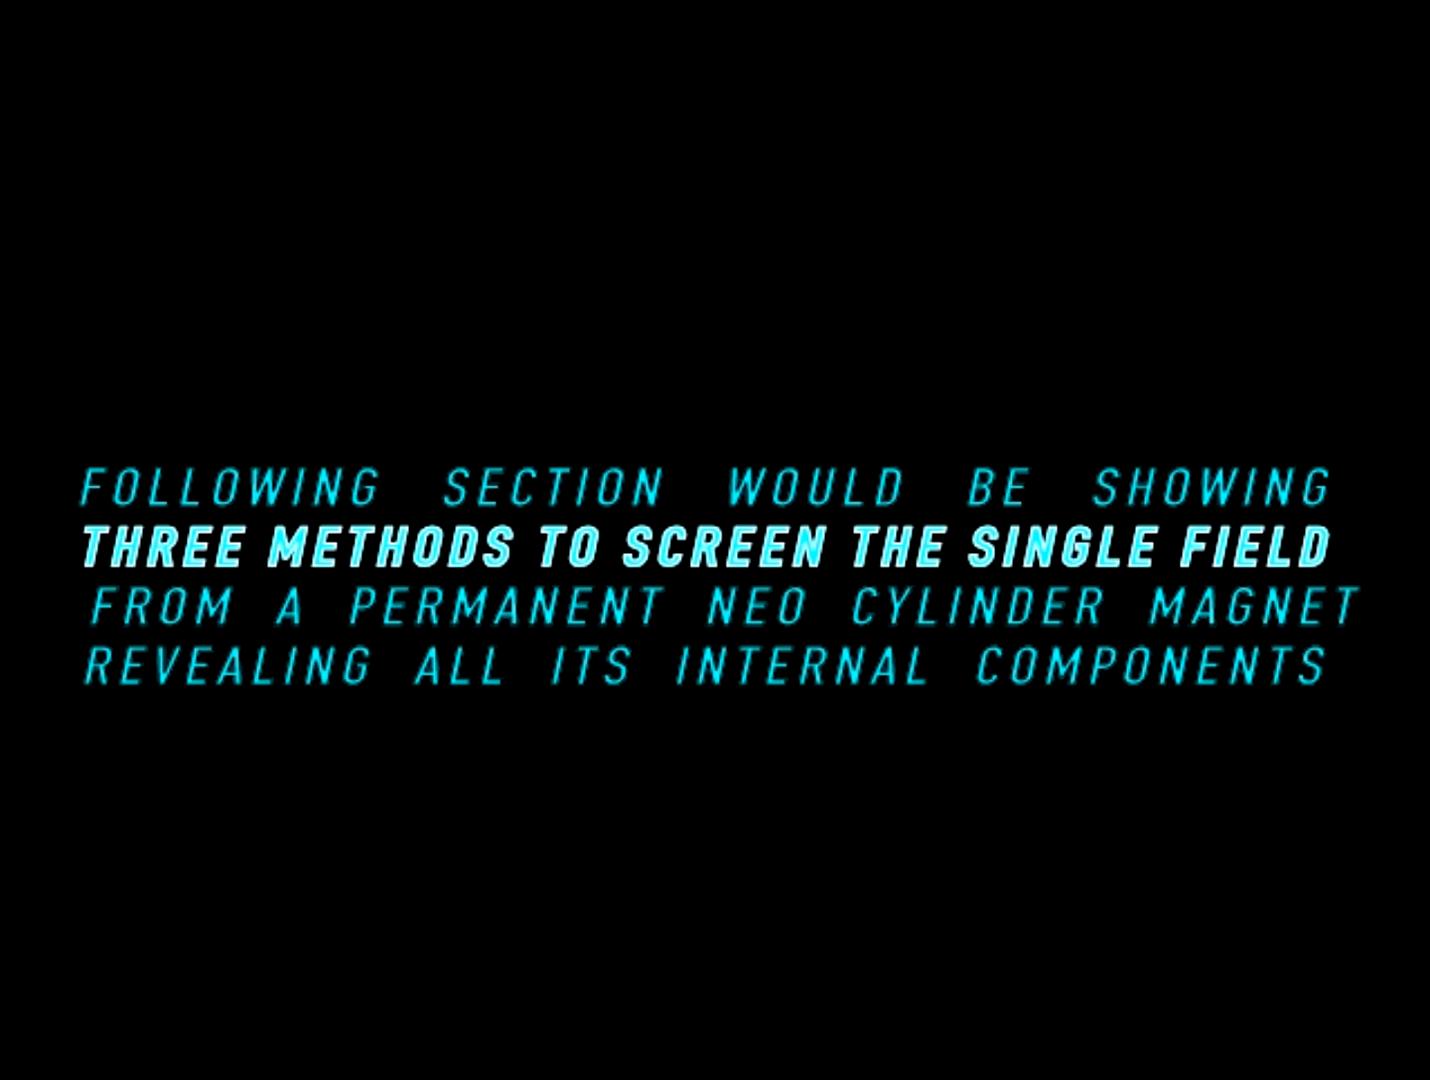 FOLLOWING SECTION WOULD BE SHOWING
THREE METHODS TO SCREEN THE SINGLE FIELD
FROM A PERMANENT NEO CYLINDER MAGNET
REVEALING ALL ITS INTERNAL COMPONENTS